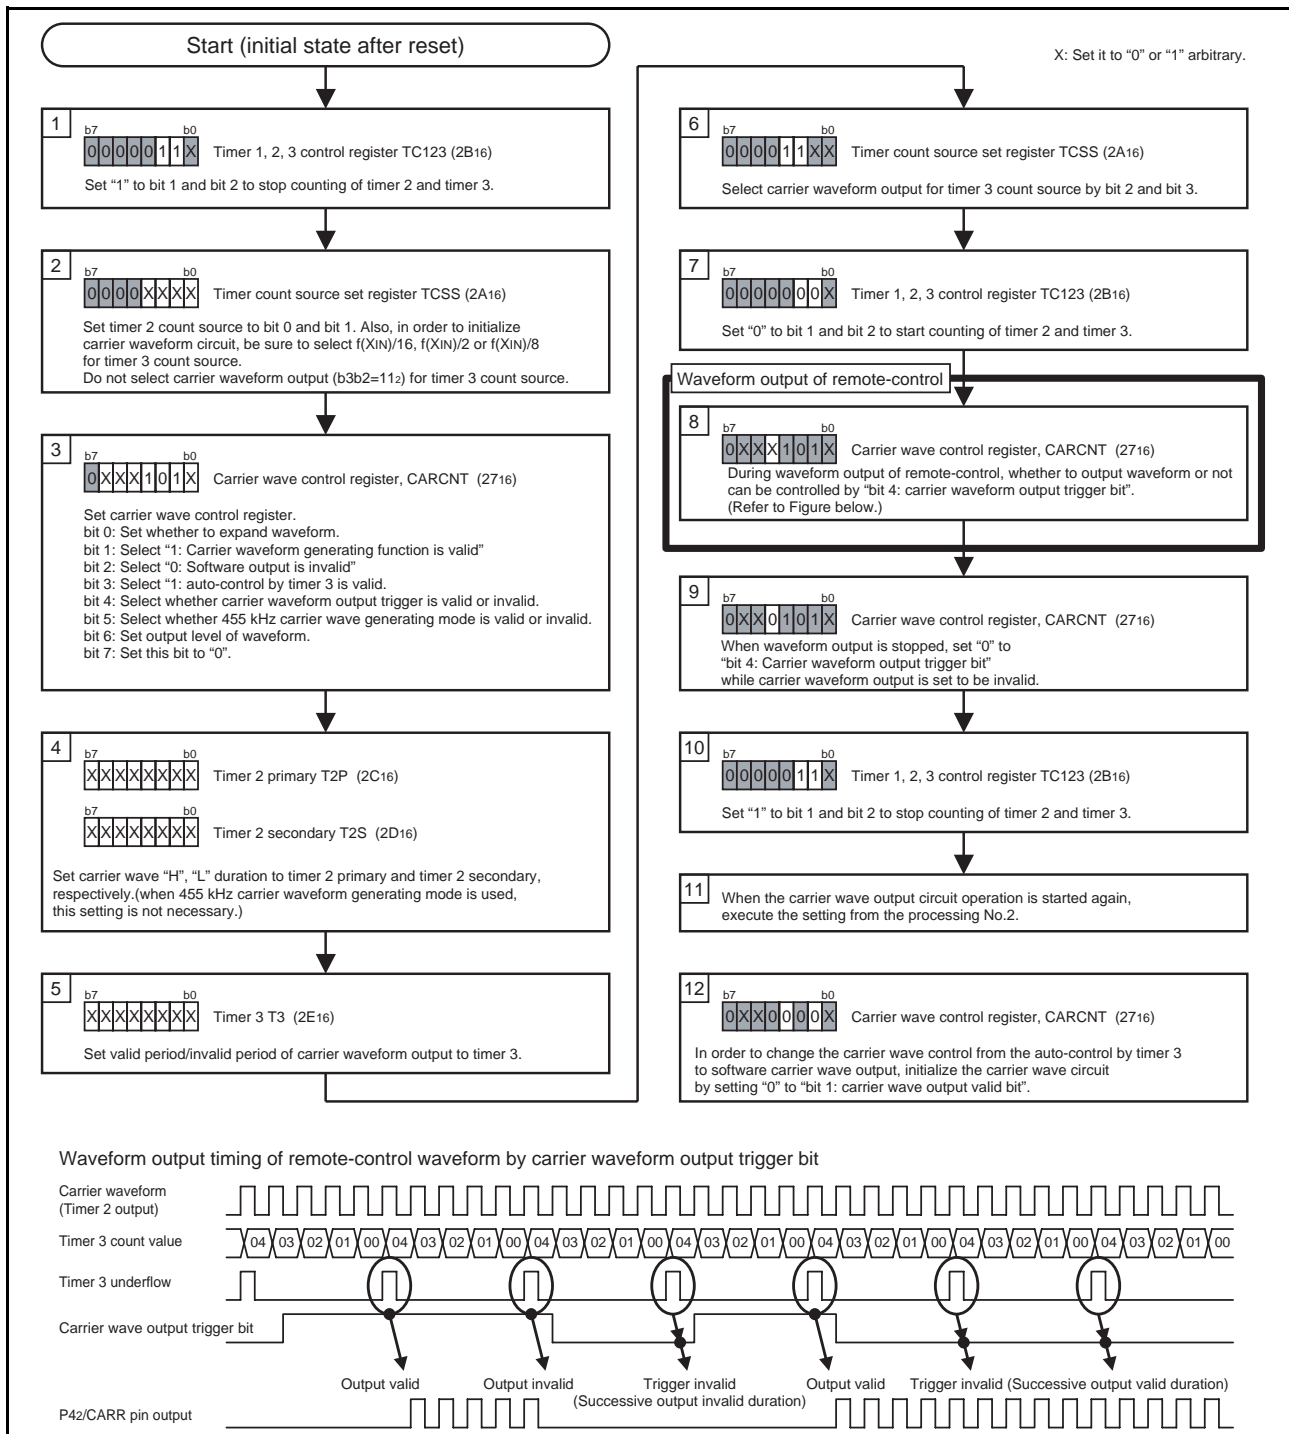 Start (initial state after reset)
1
b7 b0
0 0 0 0 0 1 1 X Timer 1, 2, 3 control register TC123 (2B16)
Set “1” to bit 1 and bit 2 to stop counting of timer 2 and timer 3.
2
b7 b0
0 0 0 0 X X X X Timer count source set register TCSS (2A16)
Set timer 2 count source to bit 0 and bit 1. Also, in order to initialize
carrier waveform circuit, be sure to select f(XIN)/16, f(XIN)/2 or f(XIN)/8
for timer 3 count source.
Do not select carrier waveform output (b3b2=112) for timer 3 count source.
3
b7 b0
0 X X X 1 0 1 X Carrier wave control register, CARCNT (2716)
Set carrier wave control register.
bit 0: Set whether to expand waveform.
bit 1: Select “1: Carrier waveform generating function is valid”
bit 2: Select “0: Software output is invalid”
bit 3: Select “1: auto-control by timer 3 is valid.
bit 4: Select whether carrier waveform output trigger is valid or invalid.
bit 5: Select whether 455 kHz carrier wave generating mode is valid or invalid.
bit 6: Set output level of waveform.
bit 7: Set this bit to “0”.
4
b7 b0
X X X X X X X X Timer 2 primary T2P (2C16)
b7 b0
X X X X X X X X Timer 2 secondary T2S (2D16)
Set carrier wave “H”, “L” duration to timer 2 primary and timer 2 secondary,
respectively.(when 455 kHz carrier waveform generating mode is used,
this setting is not necessary.)
5
b7 b0
X X X X X X X X Timer 3 T3 (2E16)
Set valid period/invalid period of carrier waveform output to timer 3.
X: Set it to “0” or “1” arbitrary.
6
b7 b0
0 0 0 0 1 1 X X Timer count source set register TCSS (2A16)
Select carrier waveform output for timer 3 count source by bit 2 and bit 3.
7
b7 b0
0 0 0 0 0 0 0 X Timer 1, 2, 3 control register TC123 (2B16)
Set “0” to bit 1 and bit 2 to start counting of timer 2 and timer 3.
Waveform output of remote-control
8
b7 b0
0 X X X 1 0 1 X Carrier wave control register, CARCNT (2716)
During waveform output of remote-control, whether to output waveform or not
can be controlled by “bit 4: carrier waveform output trigger bit”.
(Refer to Figure below.)
9
b7 b0
0 X X 0 1 0 1 X Carrier wave control register, CARCNT (2716)
When waveform output is stopped, set “0” to
“bit 4: Carrier waveform output trigger bit”
while carrier waveform output is set to be invalid.
10
b7 b0
0 0 0 0 0 1 1 X Timer 1, 2, 3 control register TC123 (2B16)
Set “1” to bit 1 and bit 2 to stop counting of timer 2 and timer 3.
11
When the carrier wave output circuit operation is started again,
execute the setting from the processing No.2.
12
b7 b0
0 X X 0 0 0 0 X Carrier wave control register, CARCNT (2716)
In order to change the carrier wave control from the auto-control by timer 3
to software carrier wave output, initialize the carrier wave circuit
by setting “0” to “bit 1: carrier wave output valid bit”.
Waveform output timing of remote-control waveform by carrier waveform output trigger bit
Carrier waveform
(Timer 2 output)
Timer 3 count value 04 03 02 01 00 04 03 02 01 00 04 03 02 01 00 04 03 02 01 00 04 03 02 01 00 04 03 02 01 00 04 03 02 01 00
Timer 3 underflow
Carrier wave output trigger bit
Output valid Output invalid Trigger invalid Output valid Trigger invalid (Successive output valid duration)
(Successive output invalid duration)
P42/CARR pin output